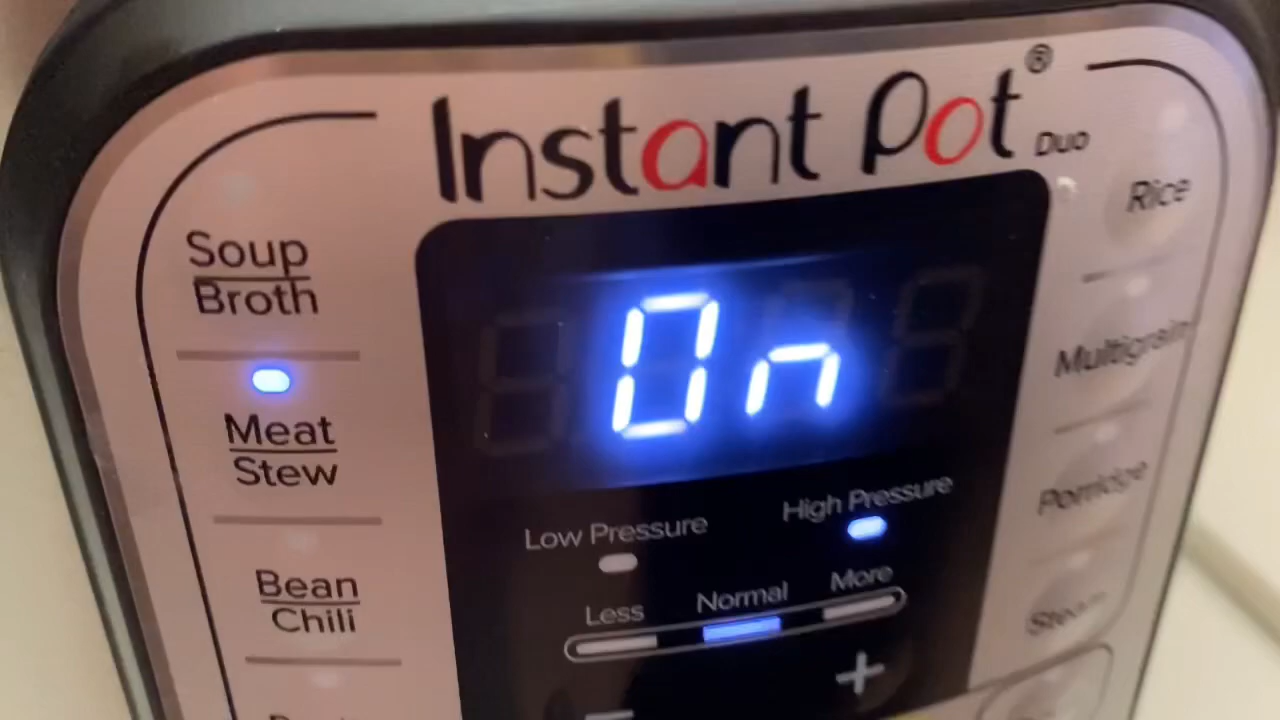 Instant Pot® Duo
Soup
Broth
Meat
Stew
Bean
Chili
On
Low Pressure
High Pressure
Less
Normal
More
+
-
Rice
Multigrain
Porridge
Steam